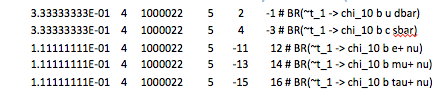 3.33333333E-01 4 1000022 5 2 -1 # BR(~t_1 -> chi_10 b u dbar)
3.33333333E-01 4 1000022 5 4 -3 # BR(~t_1 -> chi_10 b c sbar)
1.11111111E-01 4 1000022 5 -11 12 # BR(~t_1 -> chi_10 b e+ nu)
1.11111111E-01 4 1000022 5 -13 14 # BR(~t_1 -> chi_10 b mu+ nu)
1.11111111E-01 4 1000022 5 -15 16 # BR(~t_1 -> chi_10 b tau+ nu)